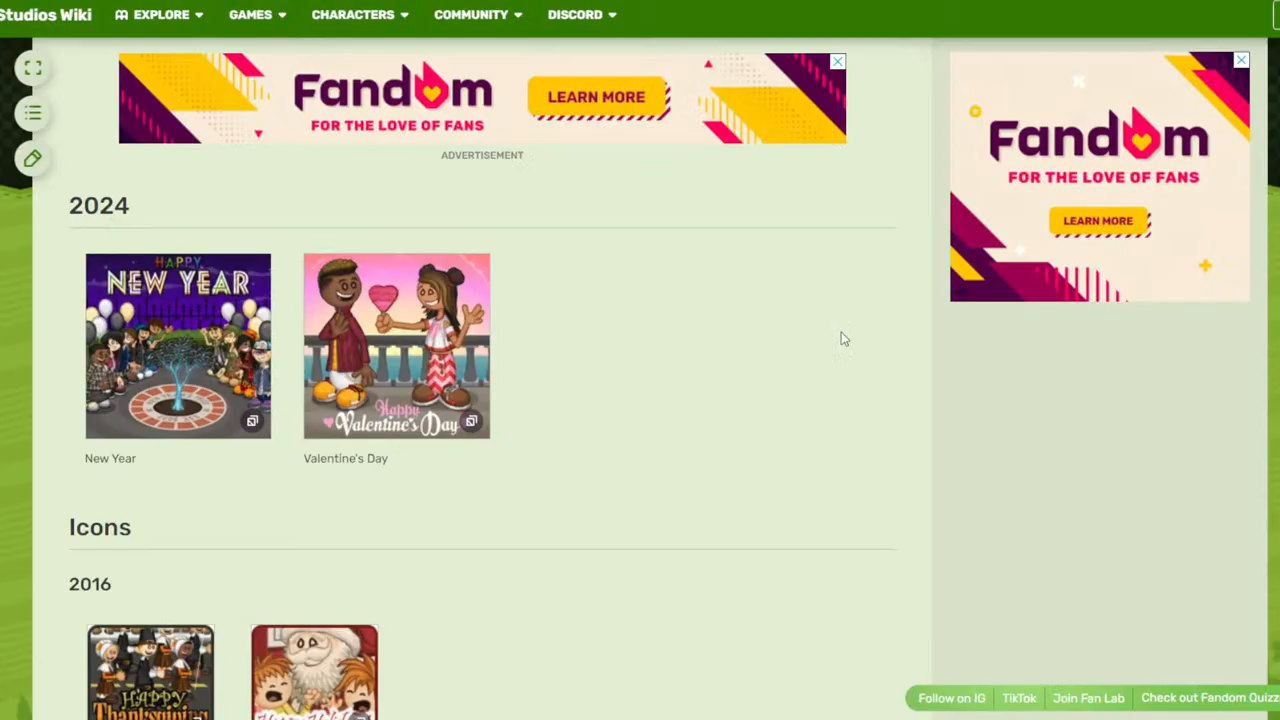 Studios Wiki
EXPLORE
GAMES
CHARACTERS
COMMUNITY
DISCORD
Fandom
FOR THE LOVE OF FANS
LEARN MORE
ADVERTISEMENT
Fandom
FOR THE LOVE OF FANS
LEARN MORE
2024
HAPPY
NEW YEAR
Happy
Valentine's Day
New Year
Valentine's Day
Icons
2016
HAPPY
Thanksgiving
Follow on IG
TikTok
Join Fan Lab
Check out Fandom Quizz